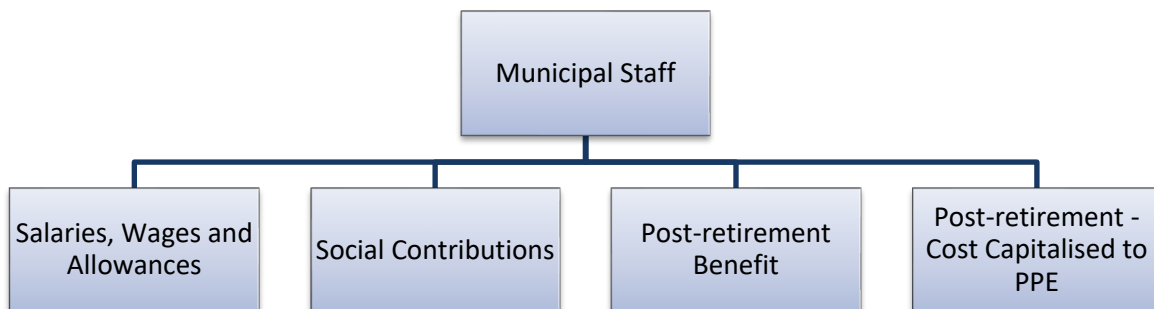 Municipal Staff
Salaries, Wages and
Allowances
Social Contributions
Post-retirement
Benefit
Post-retirement -
Cost Capitalised to
PPE